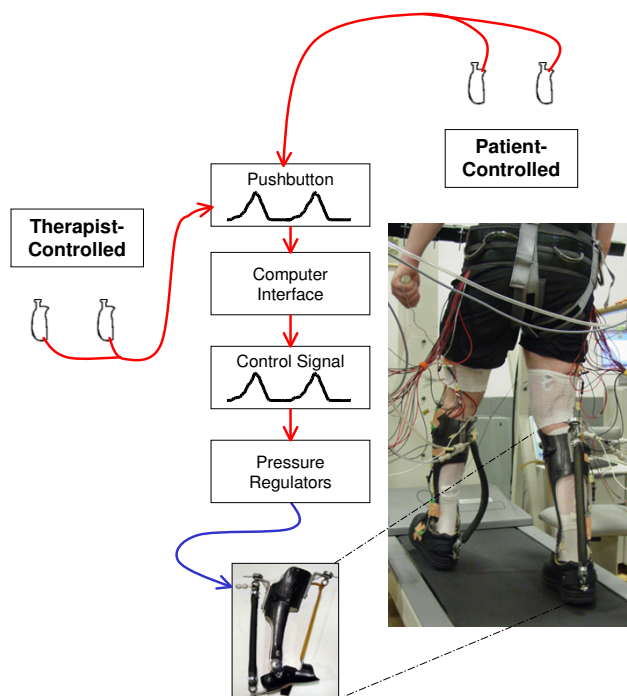 Patient-
Controlled
Pushbutton
Therapist-
Controlled
Computer
Interface
Control Signal
Pressure
Regulators